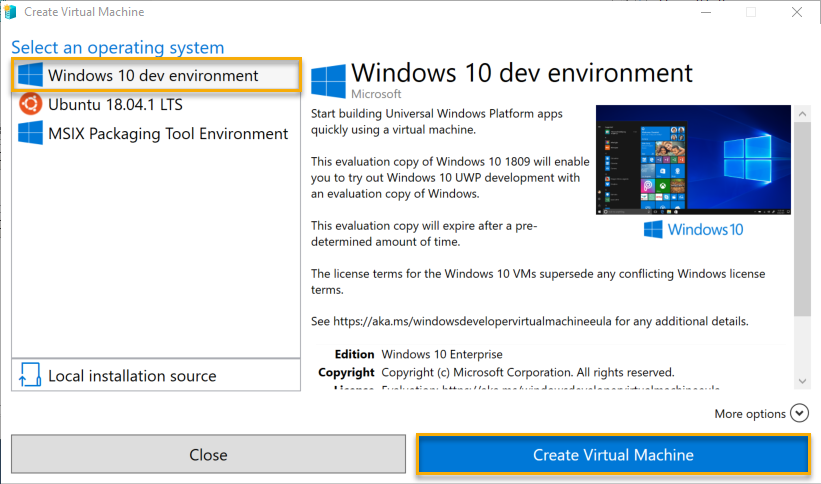 Create Virtual Machine
Select an operating system
Windows 10 dev environment
Ubuntu 18.04.1 LTS
MSIX Packaging Tool Environment
Local installation source
Windows 10 dev environment
Microsoft
Start building Universal Windows Platform apps
quickly using a virtual machine.
This evaluation copy of Windows 10 1809 will enable
you to try out Windows 10 UWP development with
an evaluation copy of Windows.
This evaluation copy will expire after a pre-
determined amount of time.
The license terms for the Windows 10 VMs supersede any conflicting Windows license
terms.
See https://aka.ms/windowsdevelopervirtualmachineeula for any additional details.
Windows 10
Edition Windows 10 Enterprise
Copyright Copyright (c) Microsoft Corporation. All rights reserved.
License Evaluation: https://aka.ms/windowsdevelopervirtualmachineeula
More options
Close
Create Virtual Machine